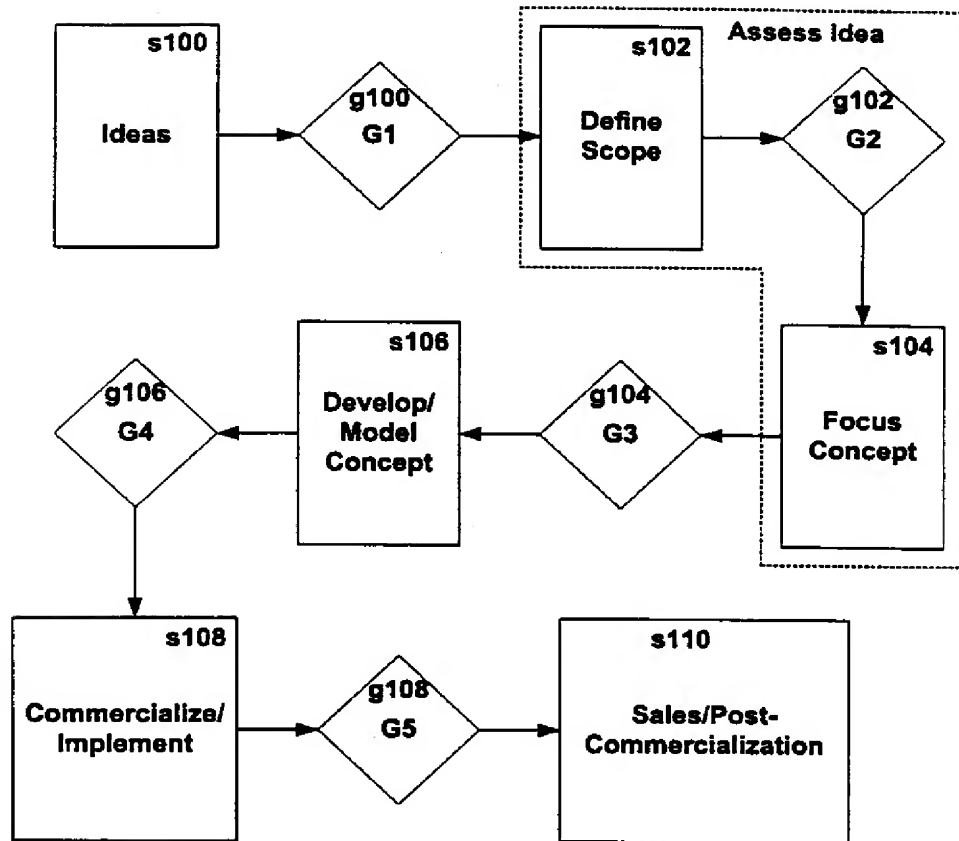 s100
Ideas
g100
G1
Assess Idea
s102
Define
Scope
g102
G2
s104
Focus
Concept
g104
G3
s106
Develop/
Model
Concept
g106
G4
s108
Commercialize/
Implement
g108
G5
s110
Sales/Post-
Commercialization